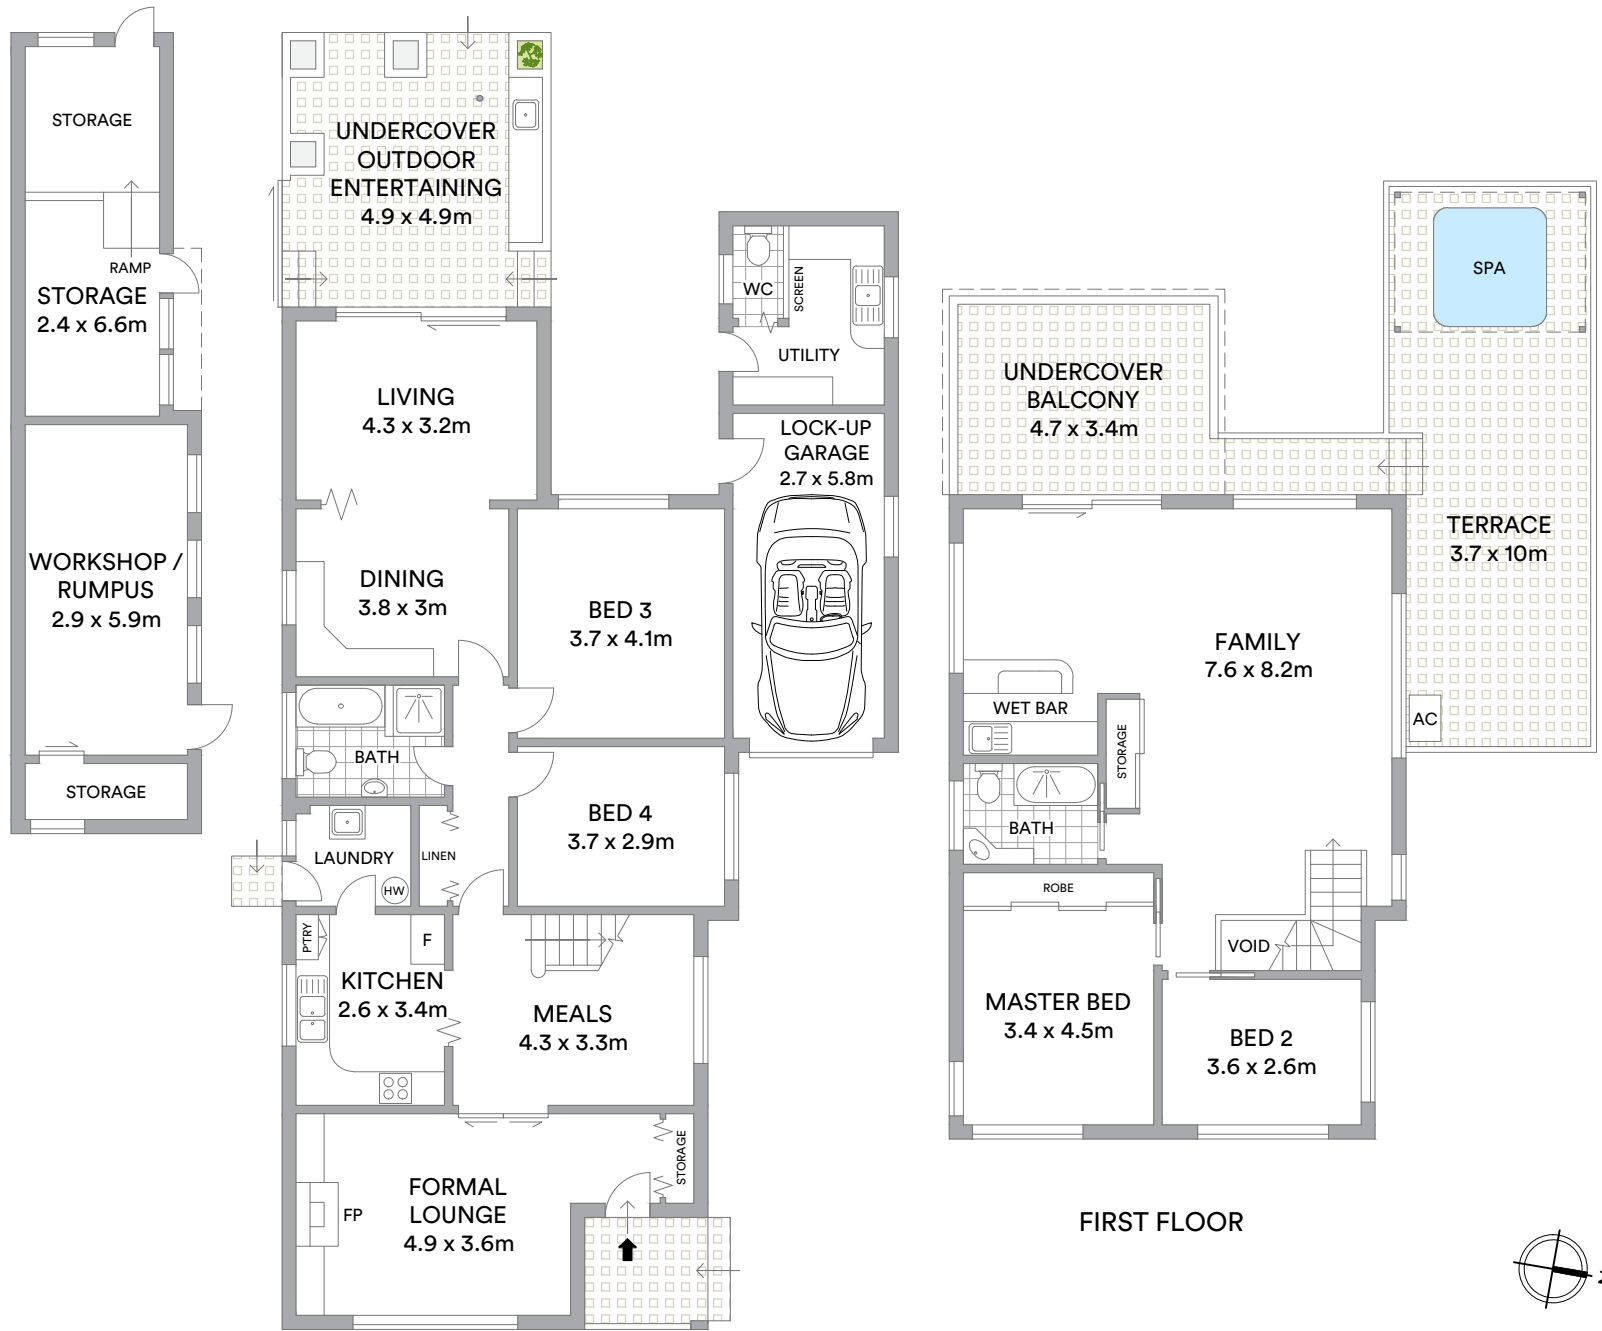 STORAGE
RAMP
STORAGE
2.4 x 6.6m
WORKSHOP /
RUMPUS
2.9 x 5.9m
STORAGE
UNDERCOVER
OUTDOOR
ENTERTAINING
4.9 x 4.9m
LIVING
4.3 x 3.2m
DINING
3.8 x 3m
BED 3
3.7 x 4.1m
WC
SCREEN
UTILITY
LOCK-UP
GARAGE
2.7 x 5.8m
BATH
BED 4
3.7 x 2.9m
LAUNDRY
HW
LINEN
P'TRY
F
KITCHEN
2.6 x 3.4m
MEALS
4.3 x 3.3m
FORMAL
LOUNGE
4.9 x 3.6m
FP
STORAGE
UNDERCOVER
BALCONY
4.7 x 3.4m
SPA
TERRACE
3.7 x 10m
AC
FAMILY
7.6 x 8.2m
WET BAR
STORAGE
BATH
ROBE
VOID
MASTER BED
3.4 x 4.5m
BED 2
3.6 x 2.6m
FIRST FLOOR